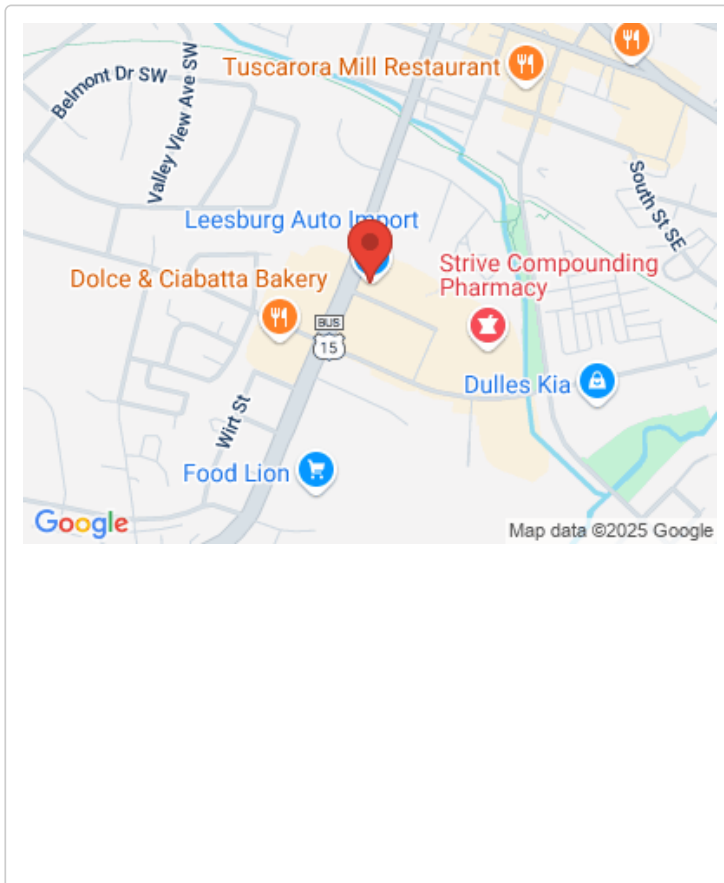 Tuscarora Mill Restaurant
Belmont Dr SW
Valley View Ave SW
South St SE
Leesburg Auto Import
Strive Compounding
Pharmacy
Dolce & Ciabatta Bakery
BUS
15
Dulles Kia
Wirt St
Food Lion
Google
Map data ©2025 Google